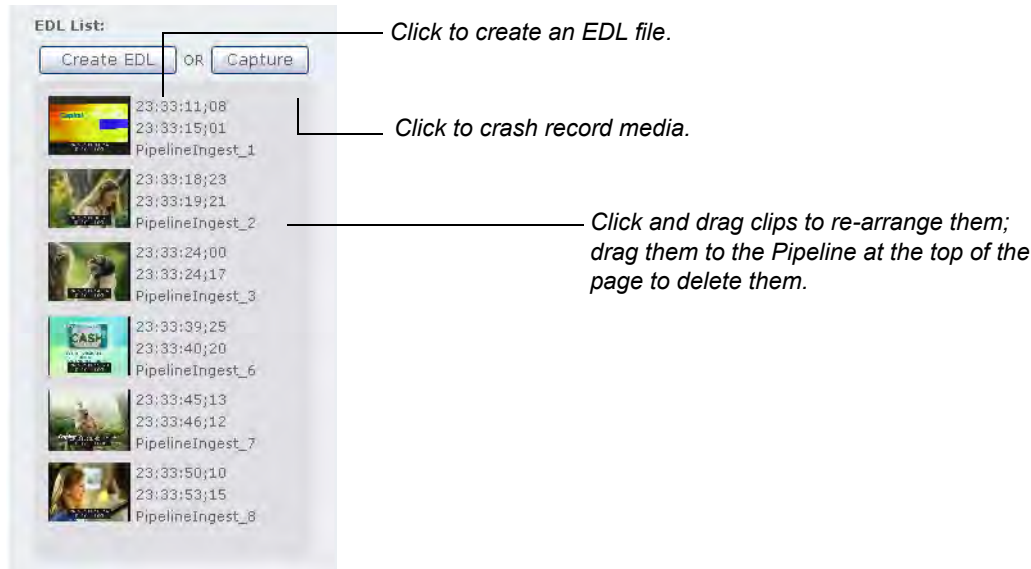 EDL List:
Click to create an EDL file.
Create EDL OR Capture
23:33:11;08
23:33:15;01
PipelineIngest_1
Click to crash record media.
23:33:18;23
23:33:19;21
PipelineIngest_2
Click and drag clips to re-arrange them;
drag them to the Pipeline at the top of the
page to delete them.
23:33:24;00
23:33:24;17
PipelineIngest_3
CASH
23:33:39;25
23:33:40;20
PipelineIngest_6
23:33:45;13
23:33:46;12
PipelineIngest_7
23:33:50;10
23:33:53;15
PipelineIngest_8